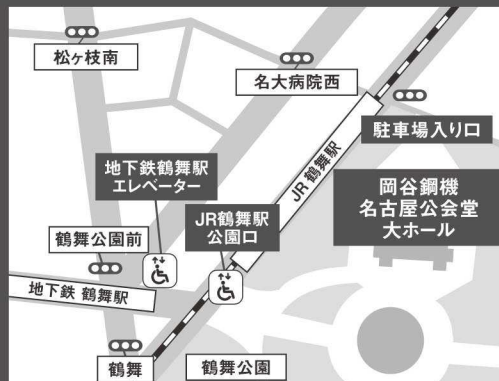 松ヶ枝南
名大病院西
駐車場入り口
JR 鶴舞駅
地下鉄鶴舞駅
エレベーター
岡谷鋼機
名古屋公会堂
大ホール
JR鶴舞駅
公園口
鶴舞公園前
地下鉄 鶴舞駅
鶴舞
鶴舞公園